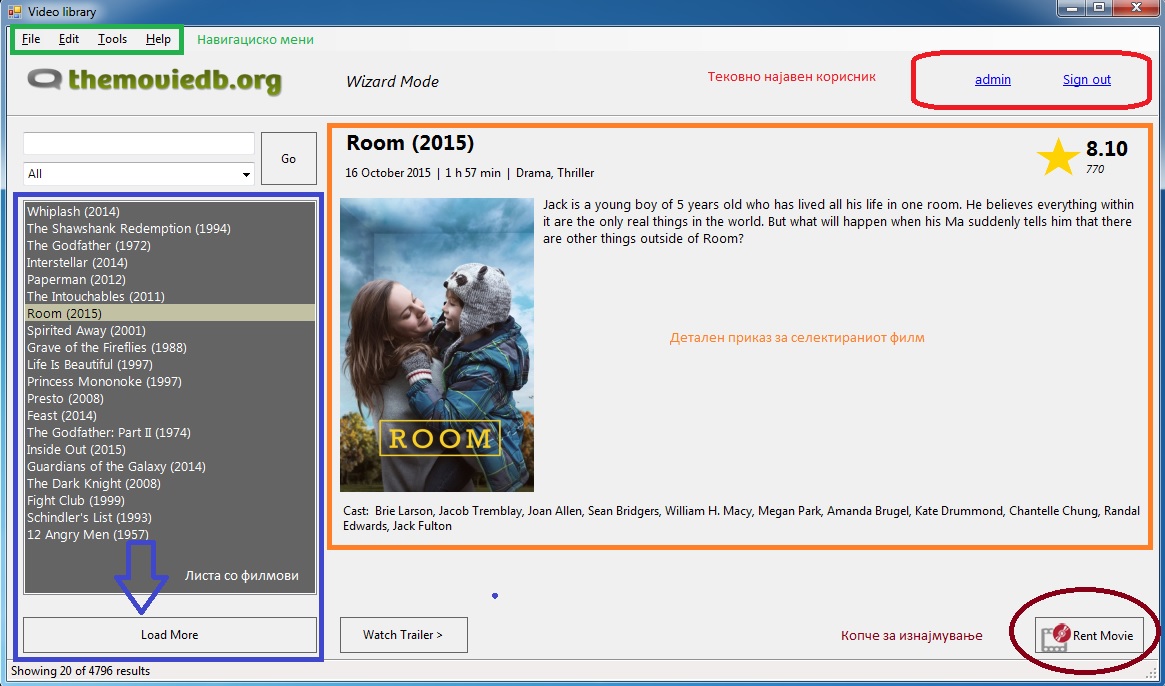 Video library
File Edit Tools Help Навигациско мени
themoviedb.org
Wizard Mode
Тековно најавен корисник
admin Sign out
Go
All
Whiplash (2014)
The Shawshank Redemption (1994)
The Godfather (1972)
Interstellar (2014)
Paperman (2012)
The Intouchables (2011)
Room (2015)
Spirited Away (2001)
Grave of the Fireflies (1988)
Life Is Beautiful (1997)
Princess Mononoke (1997)
Presto (2008)
Feast (2014)
The Godfather: Part II (1974)
Inside Out (2015)
Guardians of the Galaxy (2014)
The Dark Knight (2008)
Fight Club (1999)
Schindler's List (1993)
12 Angry Men (1957)
Листа со филмови
Load More
Room (2015)
8.10
770
16 October 2015 | 1 h 57 min | Drama, Thriller
Jack is a young boy of 5 years old who has lived all his life in one room. He believes everything within
it are the only real things in the world. But what will happen when his Ma suddenly tells him that there
are other things outside of Room?
ROOM
Детален приказ за селектираниот филм
Cast: Brie Larson, Jacob Tremblay, Joan Allen, Sean Bridgers, William H. Macy, Megan Park, Amanda Brugel, Kate Drummond, Chantelle Chung, Randal
Edwards, Jack Fulton
Watch Trailer >
Копче за изнајмување
Rent Movie
Showing 20 of 4796 results